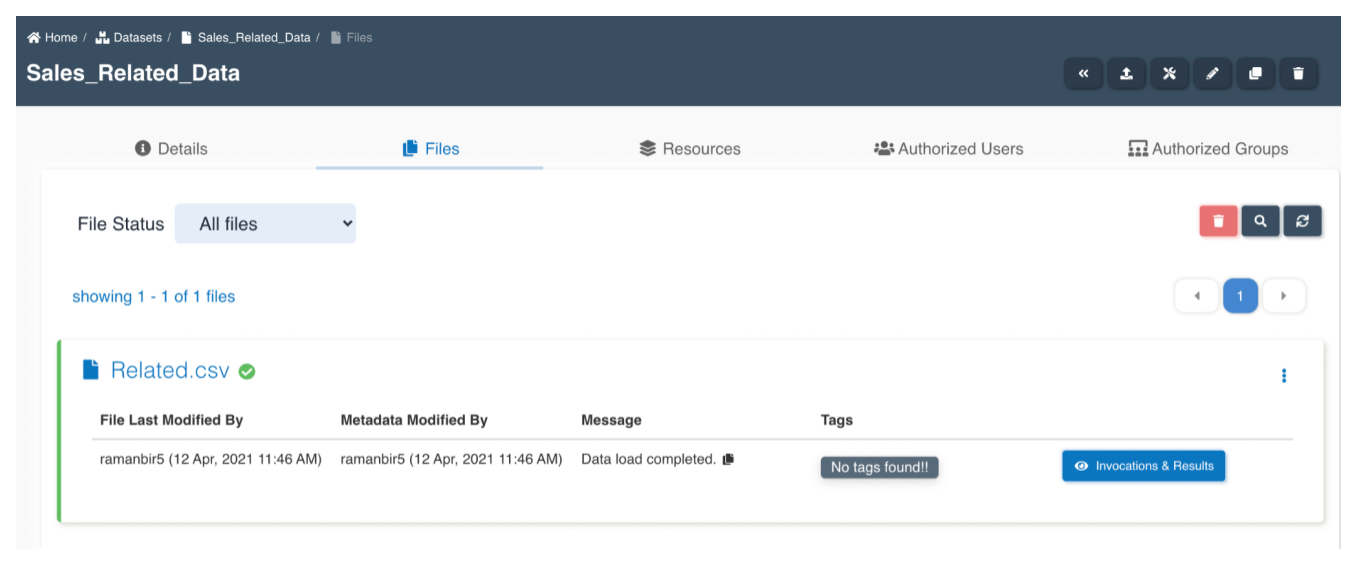 Home / Datasets / Sales_Related_Data / Files
Sales_Related_Data
Details Files Resources Authorized Users Authorized Groups
File Status All files
showing 1 - 1 of 1 files 1
Related.csv
File Last Modified By Metadata Modified By Message Tags
ramanbir5 (12 Apr, 2021 11:46 AM) ramanbir5 (12 Apr, 2021 11:46 AM) Data load completed. No tags found!! Invocations & Results